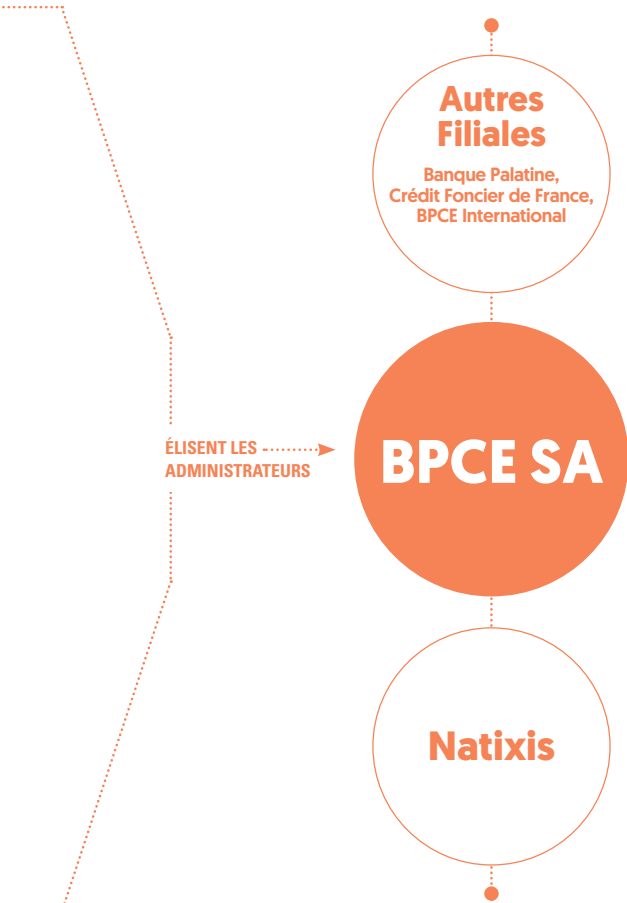 Autres
Filiales
Banque Palatine,
Crédit Foncier de France,
BPCE International
ÉLISENT LES
ADMINISTRATEURS
BPCE SA
Natixis